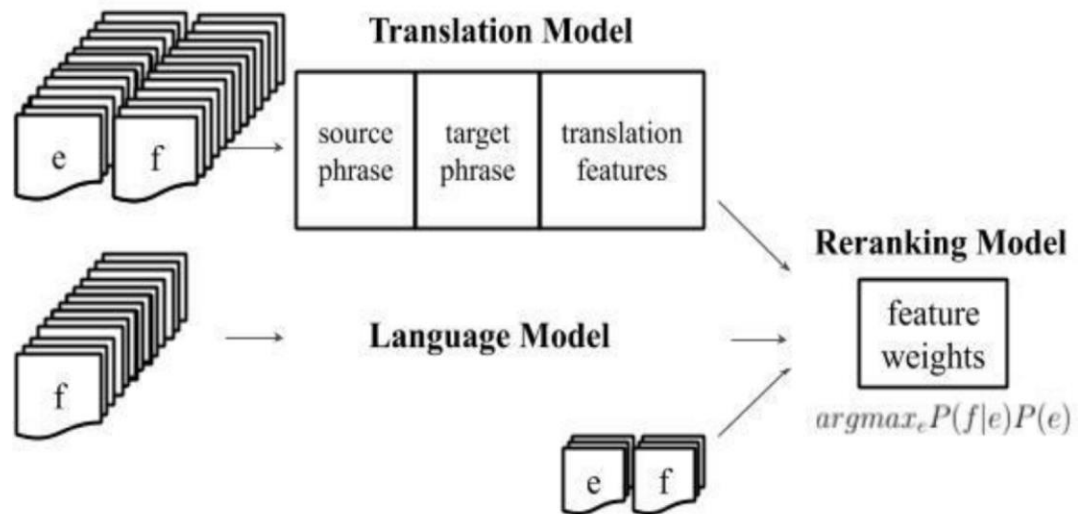 Translation Model
e
f
source phrase
target phrase
translation features
Reranking Model
feature weights
argmax_e P(f|e)P(e)
f
Language Model
e
f